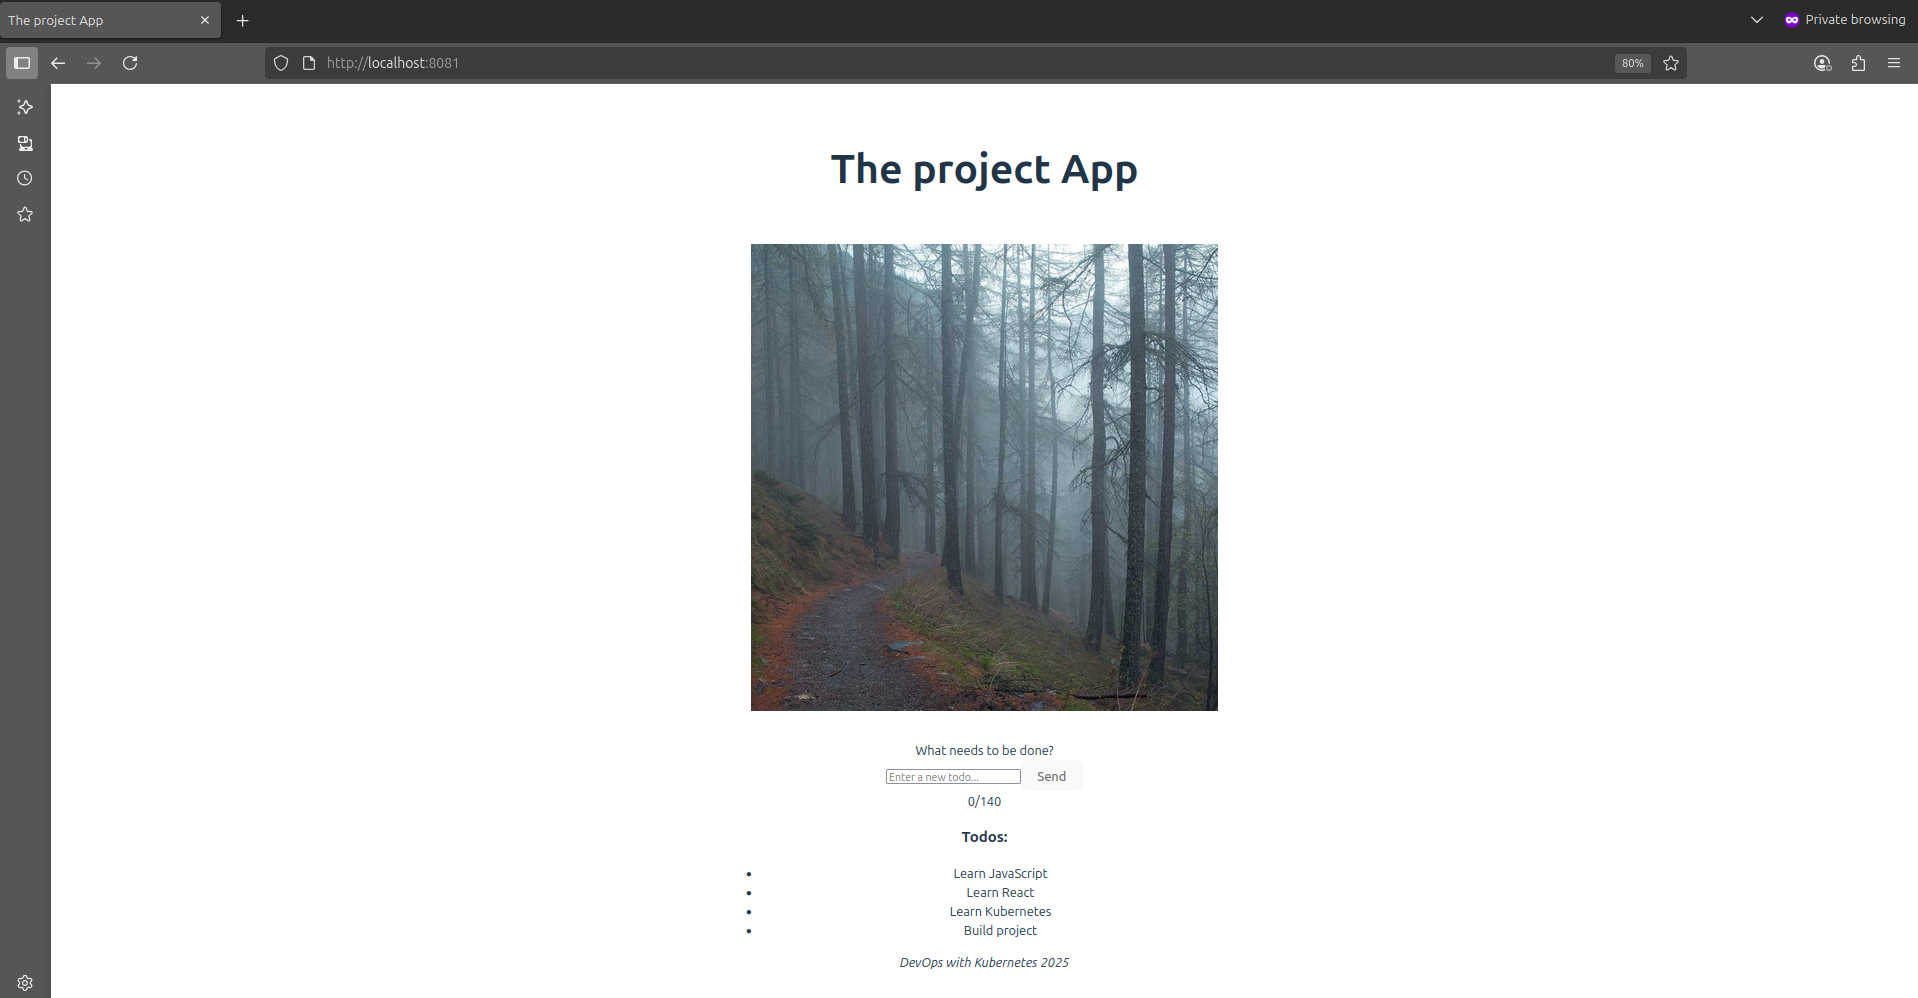 The project App
Private browsing
http://localhost:8081
80%
The project App
What needs to be done?
Enter a new todo...
Send
0/140
Todos:
Learn JavaScript
Learn React
Learn Kubernetes
Build project
DevOps with Kubernetes 2025